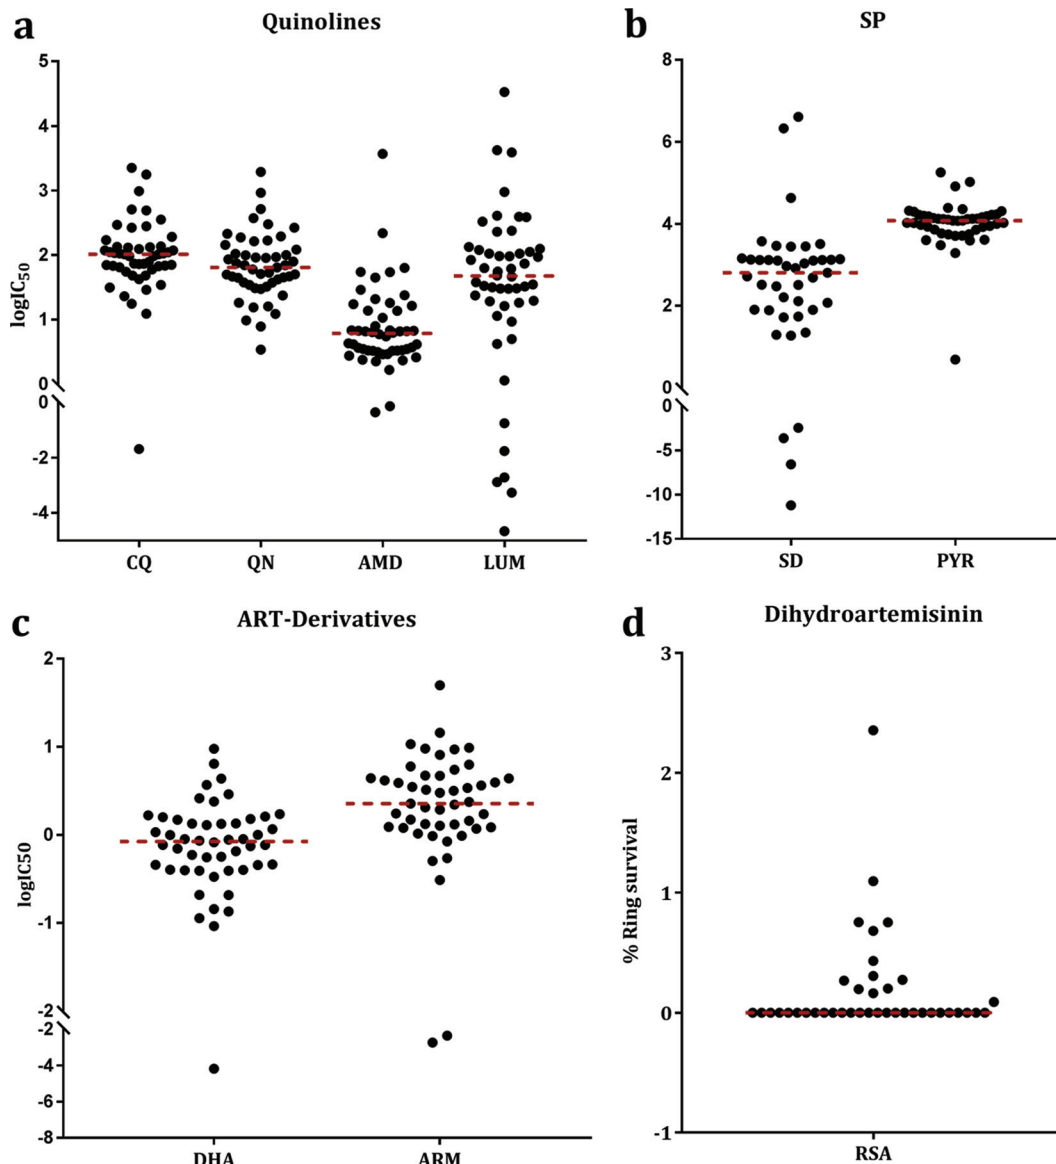 a
Quinolines
logIC50
5
4
3
2
1
0
0
-2
-4
CQ QN AMD LUM
b
SP
8
6
4
2
0
0
-5
-10
-15
SD PYR
c
ART-Derivatives
logIC50
2
1
0
-1
-2
-2
-4
-6
-8
DHA ARM
d
Dihydroartemisinin
% Ring survival
3
2
1
0
-1
RSA